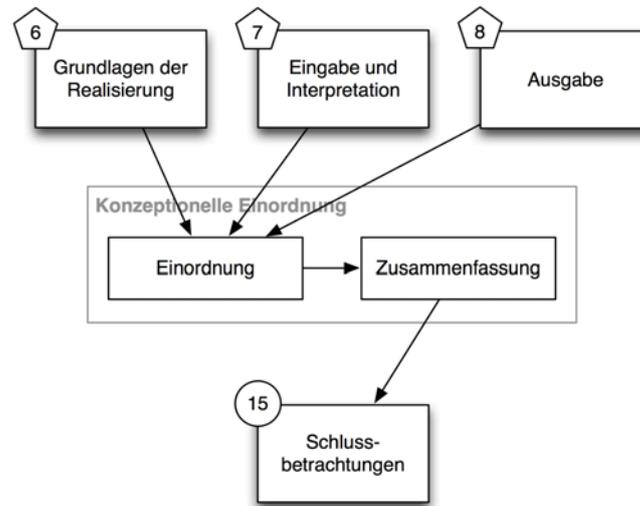 6
Grundlagen der
Realisierung
7
Eingabe und
Interpretation
8
Ausgabe
Konzeptionelle Einordnung
Einordnung
Zusammenfassung
15
Schluss-
betrachtungen